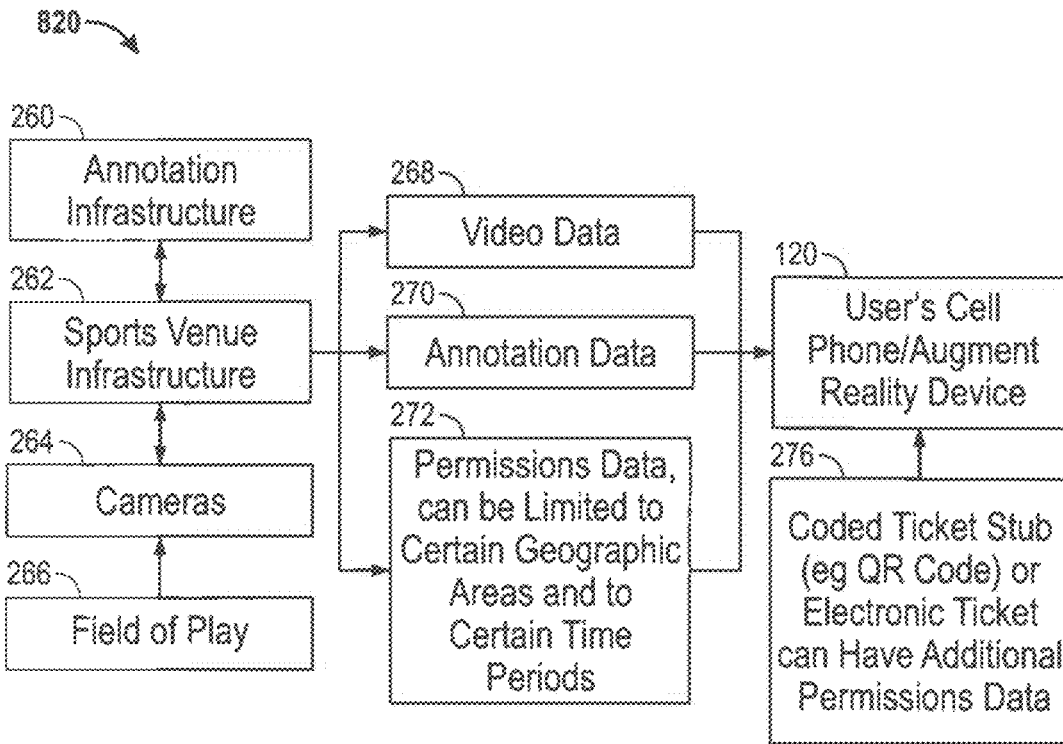 820
260
Annotation
Infrastructure
262
Sports Venue
Infrastructure
264
Cameras
266
Field of Play
268
Video Data
270
Annotation Data
272
Permissions Data,
can be Limited to
Certain Geographic
Areas and to
Certain Time
Periods
120
User's Cell
Phone/Augment
Reality Device
276
Coded Ticket Stub
(eg QR Code) or
Electronic Ticket
can Have Additional
Permissions Data